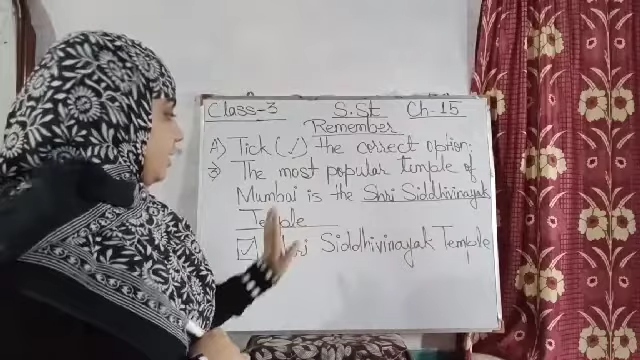 Class-3 S.St Ch-15
Remember
A) Tick (✓) the correct option:
The most popular temple of
Mumbai is the Shri Siddhivinayak
Temple
☑ Siddhivinayak Temple